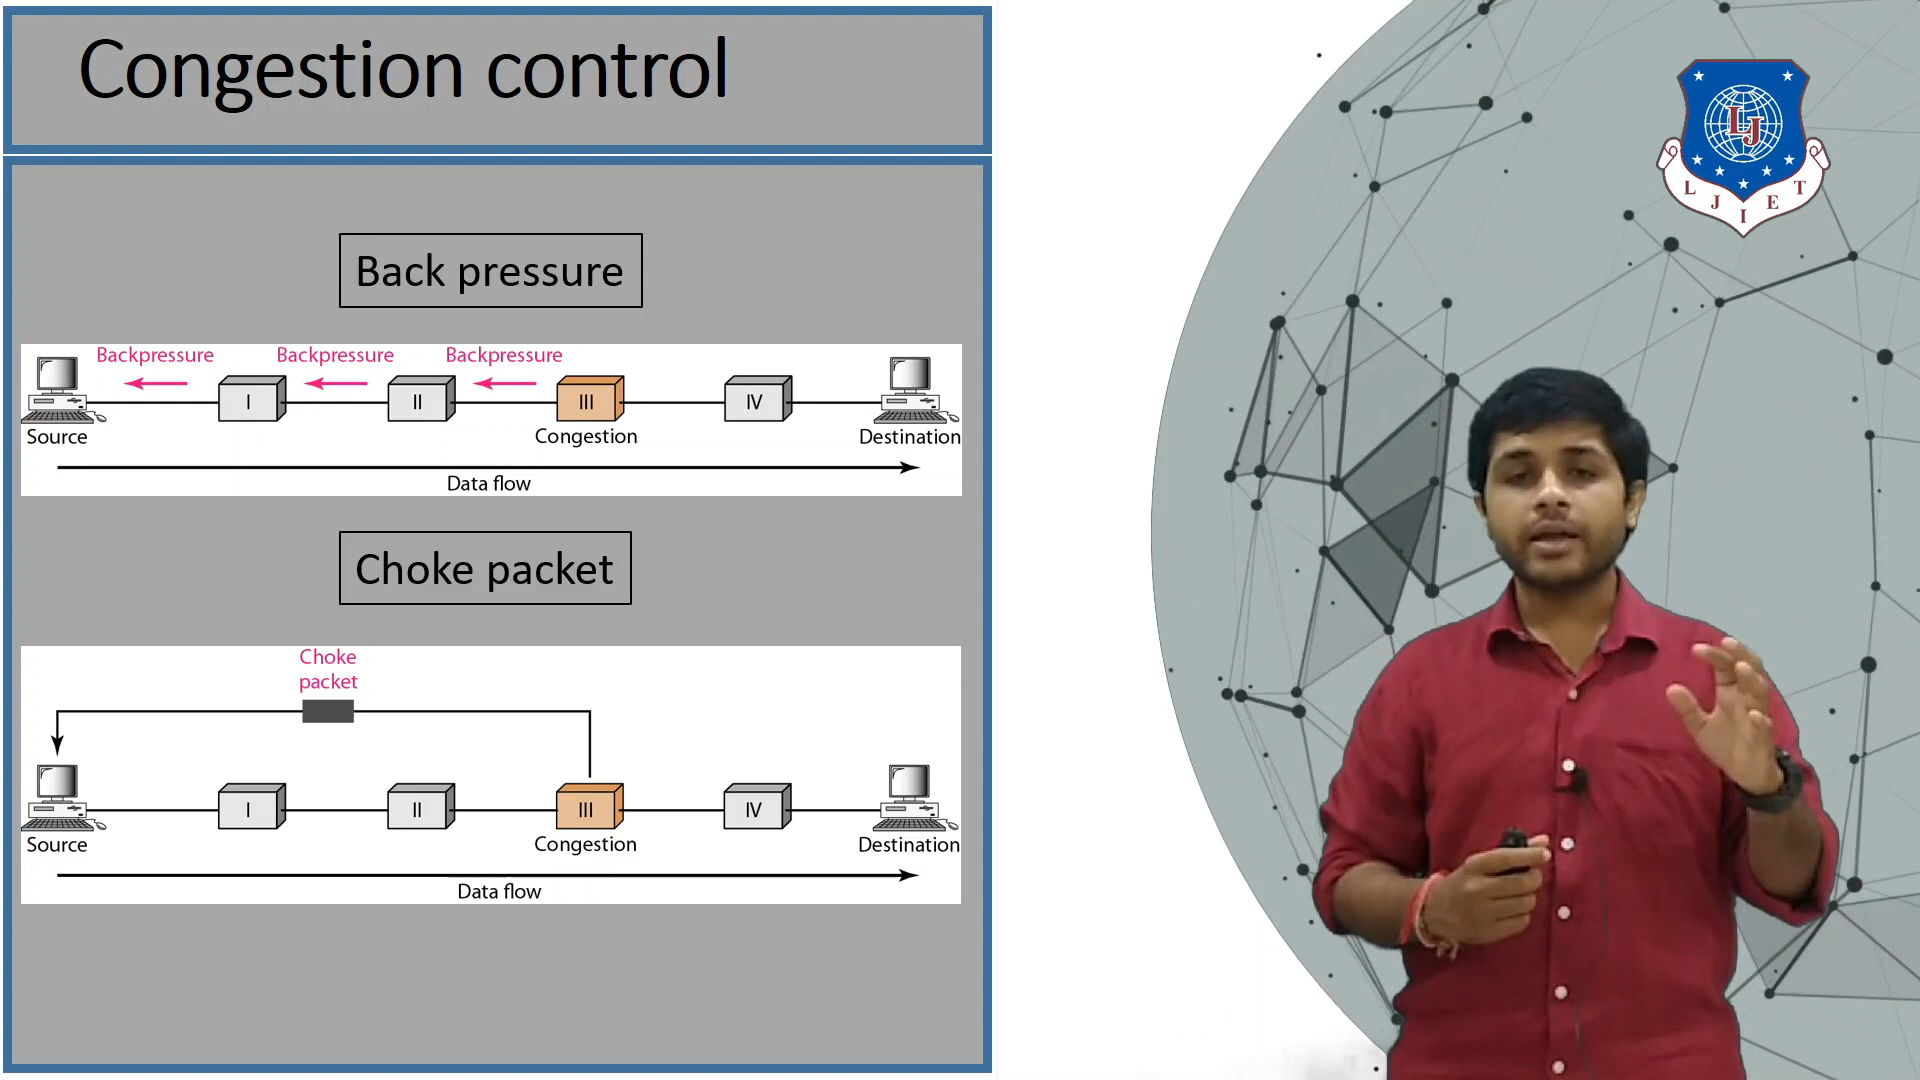 Congestion control
Back pressure
Backpressure Backpressure Backpressure
I II III IV
Source Congestion Destination
Data flow
Choke packet
Choke
packet
I II III IV
Source Congestion Destination
Data flow
LJ
L J I E T